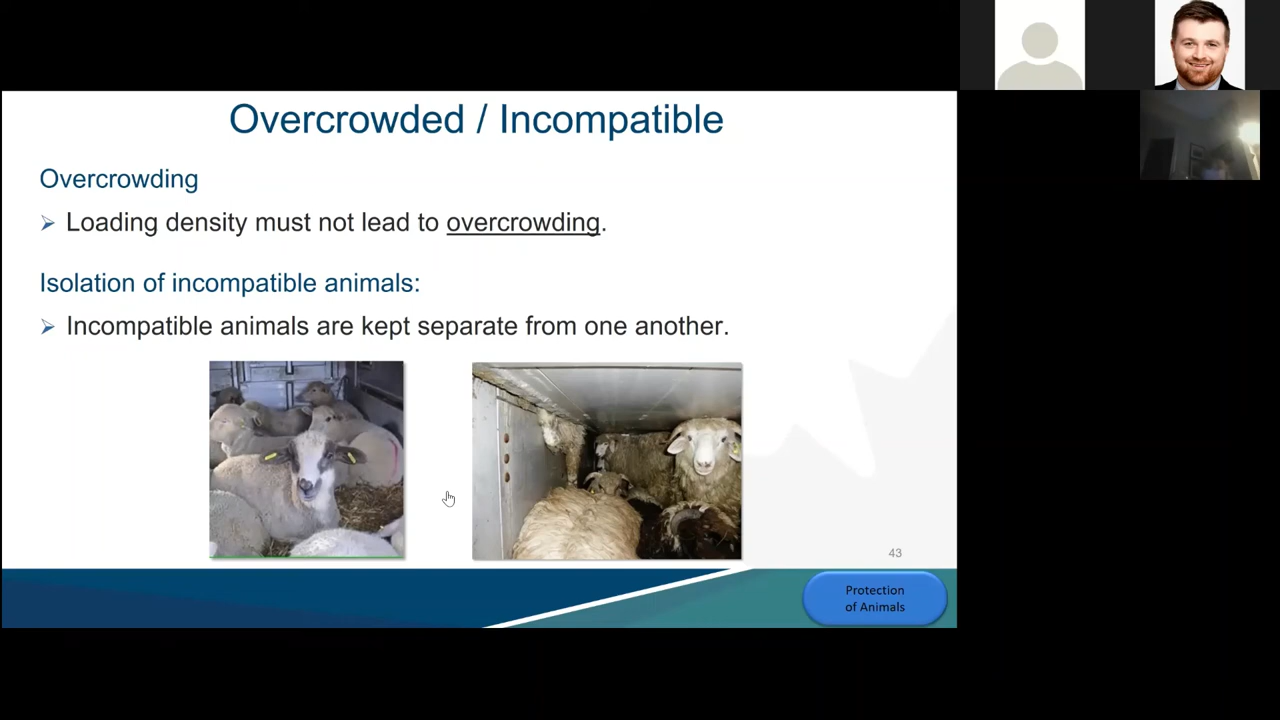 Overcrowded / Incompatible
Overcrowding
➢ Loading density must not lead to overcrowding.
Isolation of incompatible animals:
➢ Incompatible animals are kept separate from one another.
43
Protection
of Animals